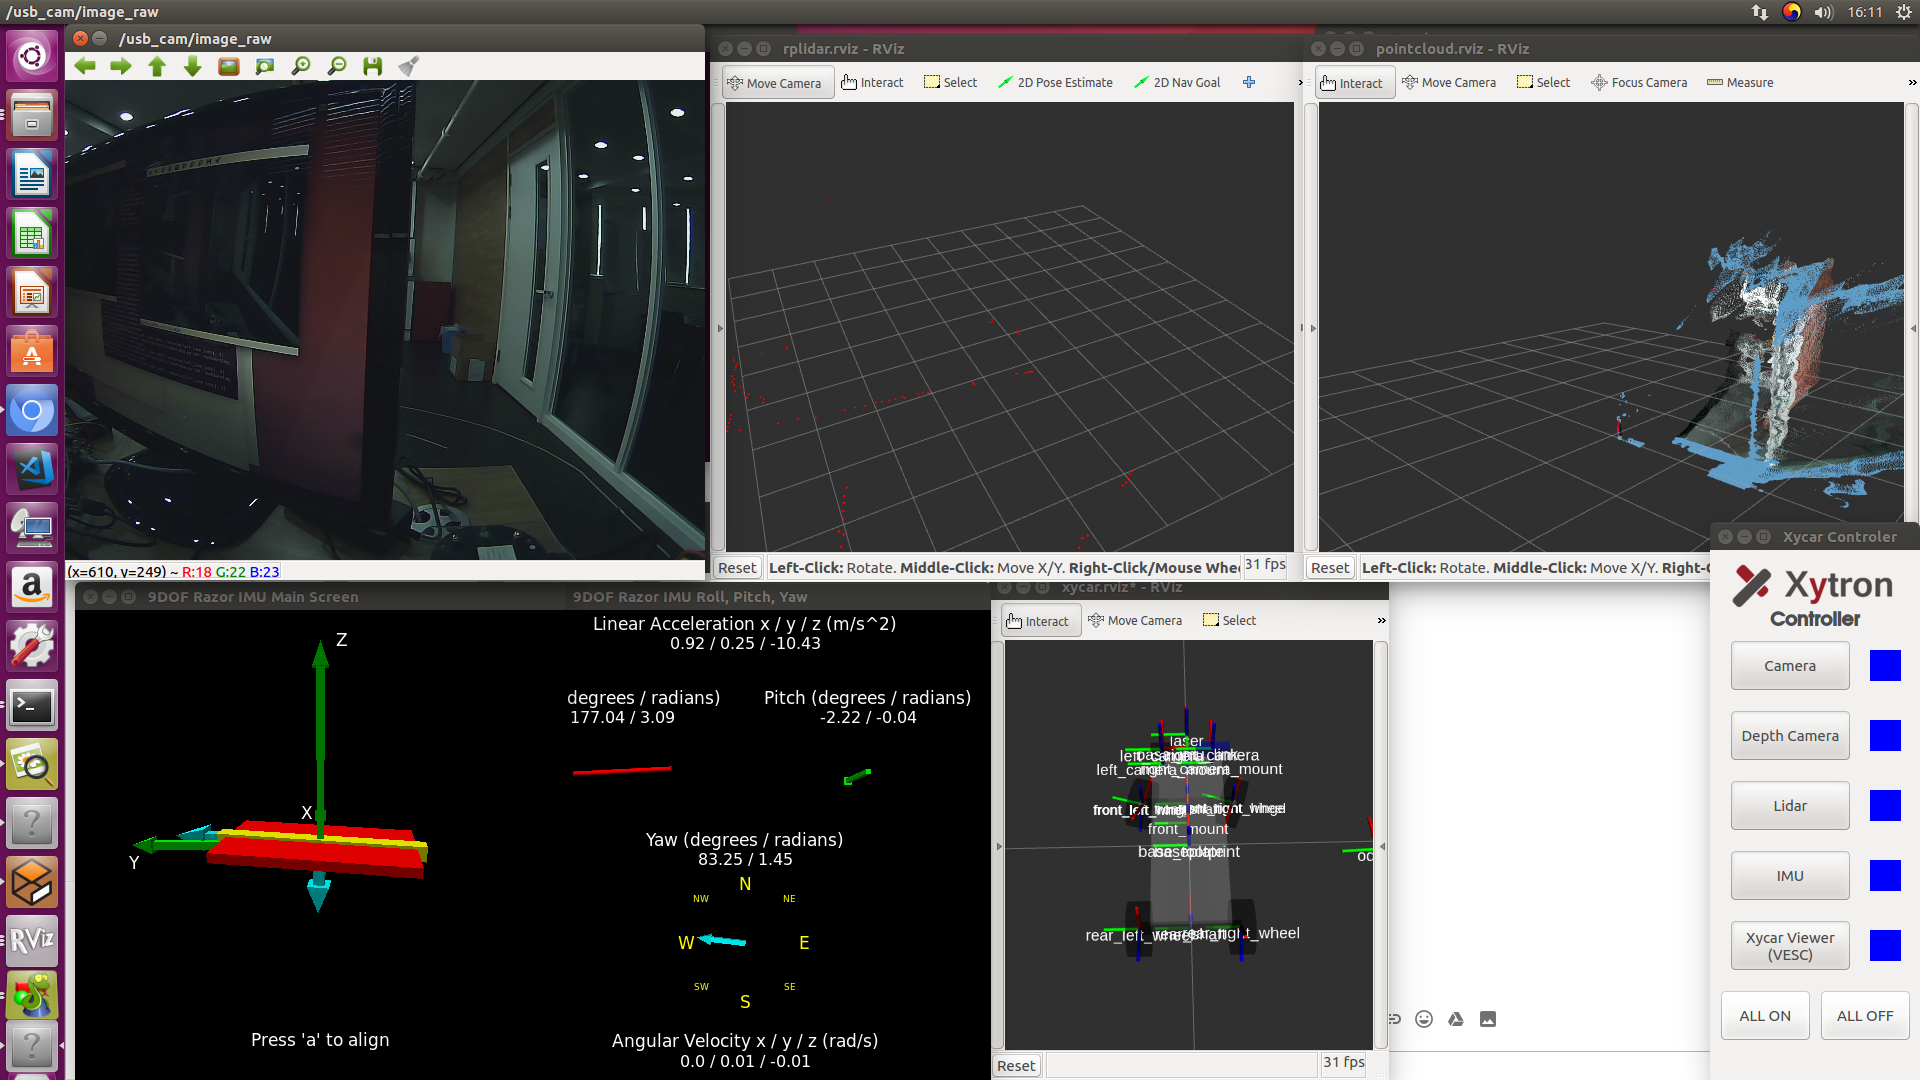 /usb_cam/image_raw
16:11
/usb_cam/image_raw
(x=610, y=249) ~ R:18 G:22 B:23
rplidar.rviz - RViz
Move Camera
Interact
Select
2D Pose Estimate
2D Nav Goal
Reset
Left-Click: Rotate. Middle-Click: Move X/Y. Right-Click/Mouse Whee
31 fps
pointcloud.rviz - RViz
Interact
Move Camera
Select
Focus Camera
Measure
»
Reset
Left-Click: Rotate. Middle-Click: Move X/Y. Right-C
9DOF Razor IMU Main Screen
Z
X
Y
Press 'a' to align
9DOF Razor IMU Roll, Pitch, Yaw
Linear Acceleration x / y / z (m/s^2)
0.92 / 0.25 / -10.43
degrees / radians)
177.04 / 3.09
Pitch (degrees / radians)
-2.22 / -0.04
Yaw (degrees / radians)
83.25 / 1.45
N
NW
NE
W
E
SW
SE
S
Angular Velocity x / y / z (rad/s)
0.0 / 0.01 / -0.01
xycar.rviz* - RViz
Interact
Move Camera
Select
»
laser
left_camera_mount
front_mount
rear_left_wheel
rear_right_wheel
Reset
31 fps
Xycar Controler
Xytron
Controller
Camera
Depth Camera
Lidar
IMU
Xycar Viewer
(VESC)
ALL ON
ALL OFF
RViz